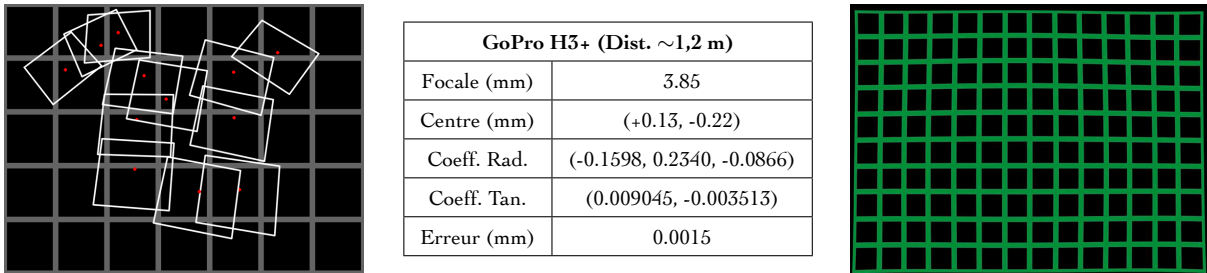 GoPro H3+ (Dist. ∼1,2 m)
Focale (mm) 3.85
Centre (mm) (+0.13, -0.22)
Coeff. Rad. (-0.1598, 0.2340, -0.0866)
Coeff. Tan. (0.009045, -0.003513)
Erreur (mm) 0.0015